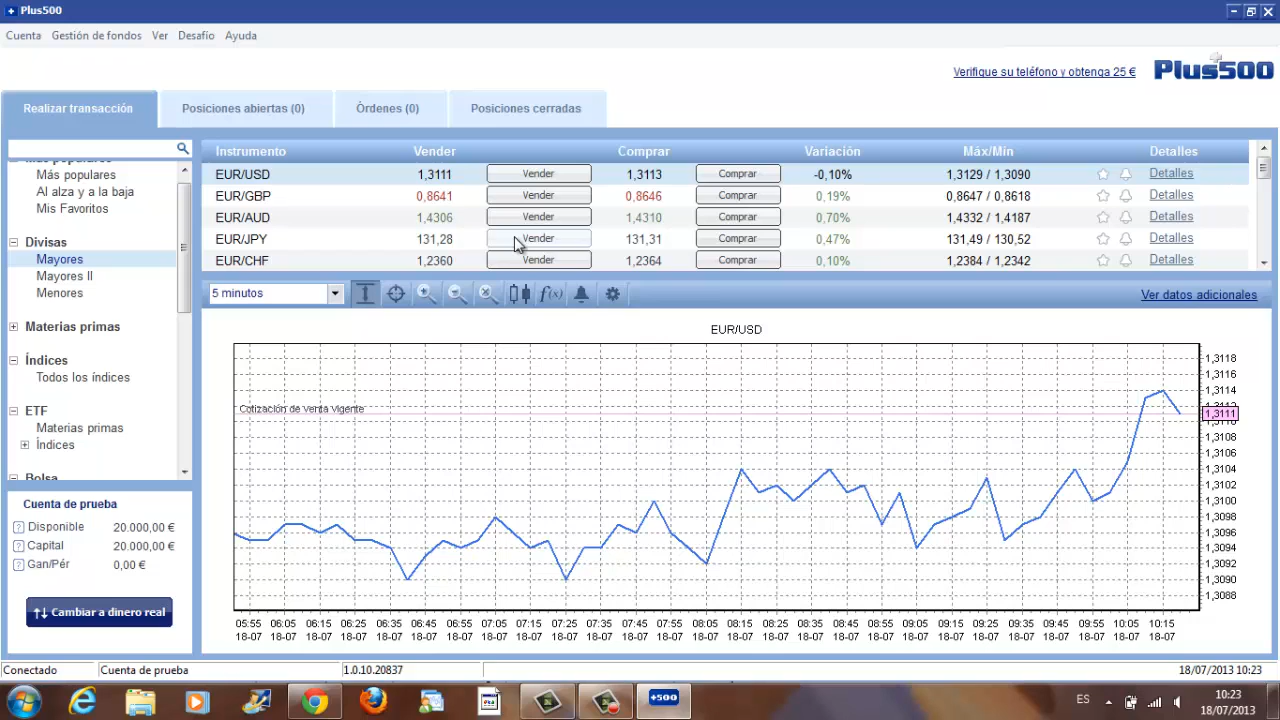 Plus500
Cuenta Gestión de fondos Ver Desafío Ayuda
Verifique su teléfono y obtenga 25 € Plus500
Realizar transacción Posiciones abiertas (0) Órdenes (0) Posiciones cerradas
Instrumento Vender Comprar Variación Máx/Mín Detalles
EUR/USD 1,3111 Vender 1,3113 Comprar -0,10% 1,3129 / 1,3090 Detalles
EUR/GBP 0,8641 Vender 0,8646 Comprar 0,19% 0,8647 / 0,8618 Detalles
EUR/AUD 1,4306 Vender 1,4310 Comprar 0,70% 1,4332 / 1,4187 Detalles
EUR/JPY 131,28 Vender 131,31 Comprar 0,47% 131,49 / 130,52 Detalles
EUR/CHF 1,2360 Vender 1,2364 Comprar 0,10% 1,2384 / 1,2342 Detalles
Más populares
Más populares
Al alza y a la baja
Mis Favoritos
Divisas
Mayores
Mayores II
Menores
Materias primas
Índices
Todos los índices
ETF
Materias primas
Índices
Bolsa
Cuenta de prueba
Disponible 20.000,00 €
Capital 20.000,00 €
Gan/Pér 0,00 €
Cambiar a dinero real
5 minutos f(x) Ver datos adicionales
EUR/USD
Cotización de venta vigente
1,3118
1,3116
1,3114
1,3112
1,3111
1,3110
1,3108
1,3106
1,3104
1,3102
1,3100
1,3098
1,3096
1,3094
1,3092
1,3090
1,3088
05:55 06:05 06:15 06:25 06:35 06:45 06:55 07:05 07:15 07:25 07:35 07:45 07:55 08:05 08:15 08:25 08:35 08:45 08:55 09:05 09:15 09:25 09:35 09:45 09:55 10:05 10:15
18-07 18-07 18-07 18-07 18-07 18-07 18-07 18-07 18-07 18-07 18-07 18-07 18-07 18-07 18-07 18-07 18-07 18-07 18-07 18-07 18-07 18-07 18-07 18-07 18-07 18-07 18-07
Conectado Cuenta de prueba 1.0.10.20837 18/07/2013 10:23
+500 ES 10:23
18/07/2013